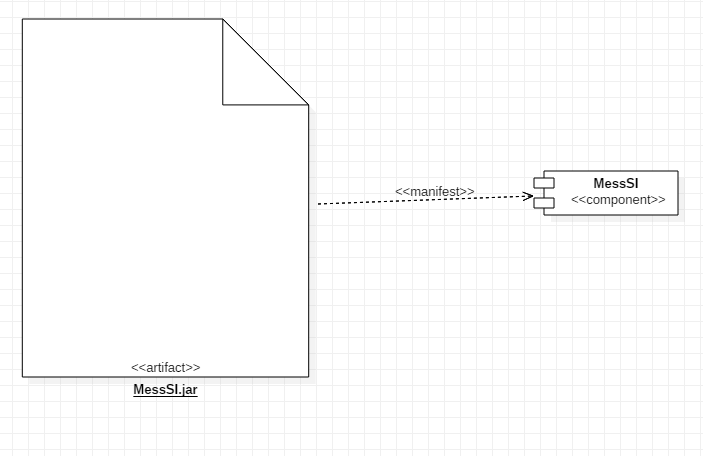 <<manifest>>
MessSI
<<component>>
<<artifact>>
MessSI.jar